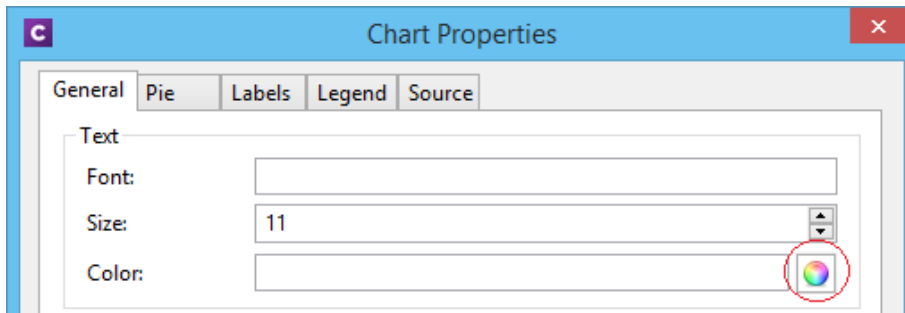 C Chart Properties ×
General Pie Labels Legend Source
Text
Font:
Size: 11
Color: